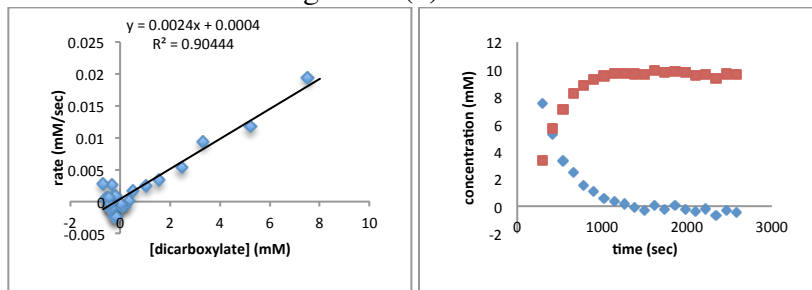 y = 0.0024x + 0.0004
R² = 0.90444
0.025
0.02
0.015
0.01
0.005
0
-0.005
-2 0 2 4 6 8 10
rate (mM/sec)
[dicarboxylate] (mM)
12
10
8
6
4
2
0
-2
0 1000 2000 3000
concentration (mM)
time (sec)